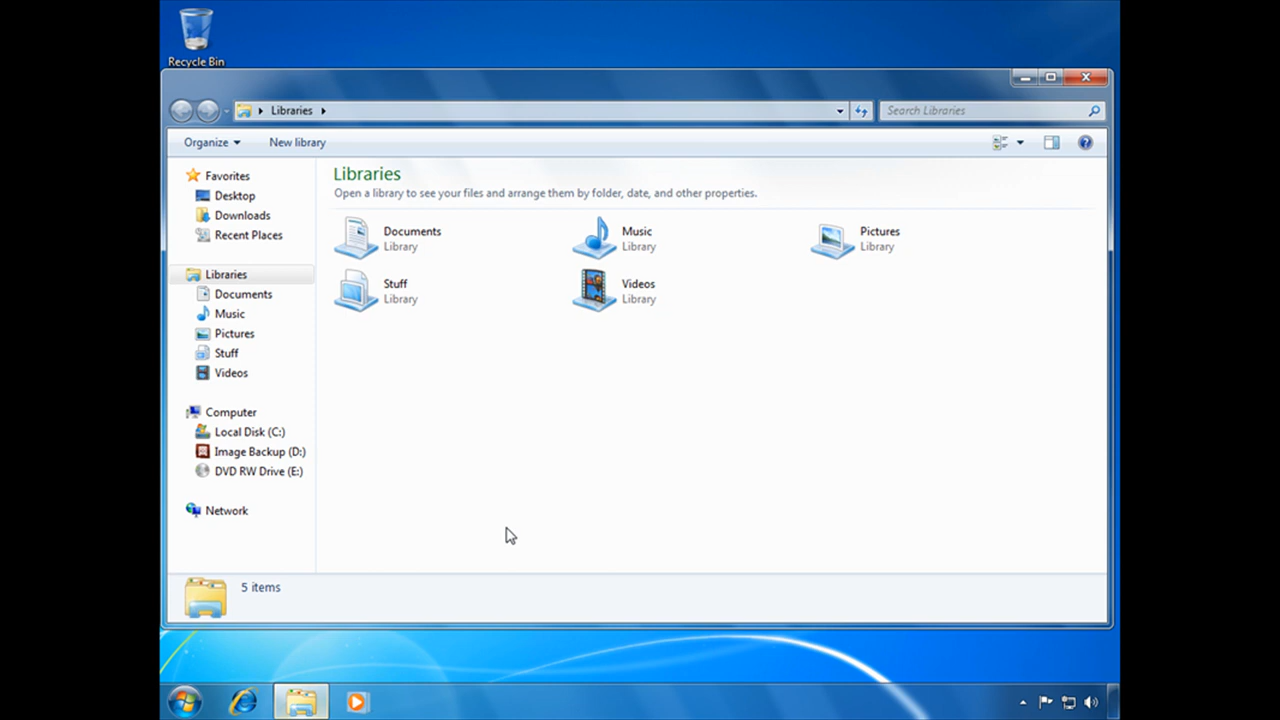 Recycle Bin
Libraries
Search Libraries
Organize
New library
Favorites
Desktop
Downloads
Recent Places
Libraries
Documents
Music
Pictures
Stuff
Videos
Computer
Local Disk (C:)
Image Backup (D:)
DVD RW Drive (E:)
Network
Libraries
Open a library to see your files and arrange them by folder, date, and other properties.
Documents
Library
Music
Library
Pictures
Library
Stuff
Library
Videos
Library
5 items